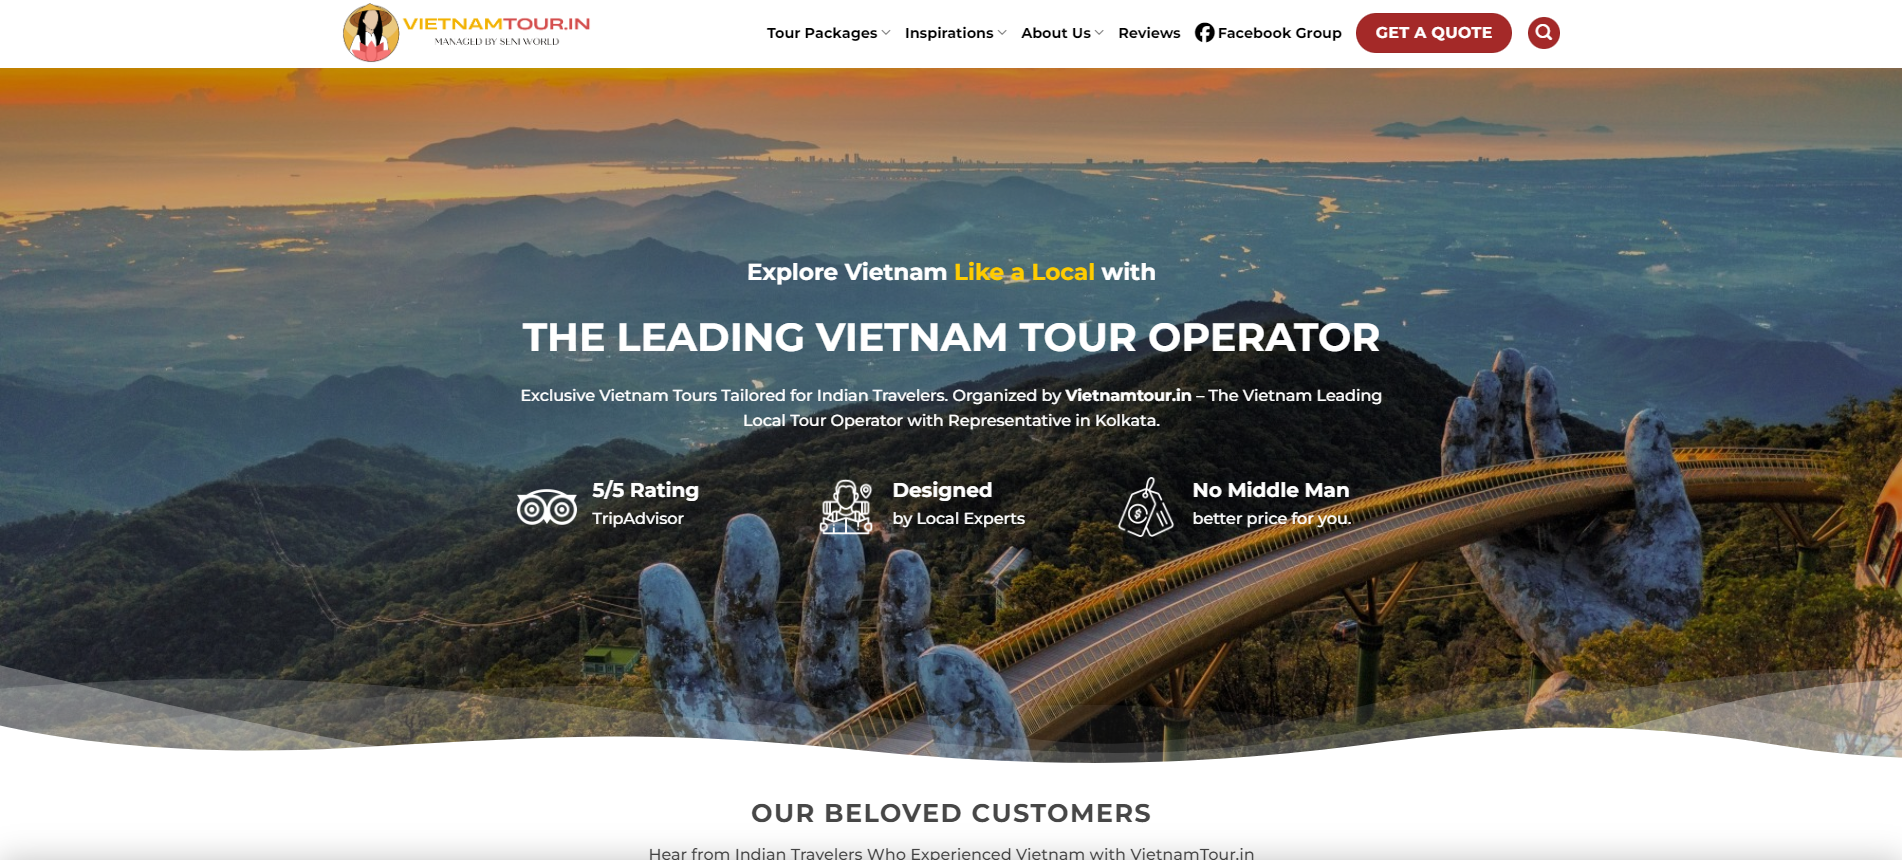 VIETNAMTOUR.IN
MANAGED BY SENI WORLD
Tour Packages Inspirations About Us Reviews Facebook Group GET A QUOTE
Explore Vietnam Like a Local with
THE LEADING VIETNAM TOUR OPERATOR
Exclusive Vietnam Tours Tailored for Indian Travelers. Organized by Vietnamtour.in – The Vietnam Leading
Local Tour Operator with Representative in Kolkata.
5/5 Rating
TripAdvisor
Designed
by Local Experts
No Middle Man
better price for you.
OUR BELOVED CUSTOMERS
Hear from Indian Travelers Who Experienced Vietnam with VietnamTour.in